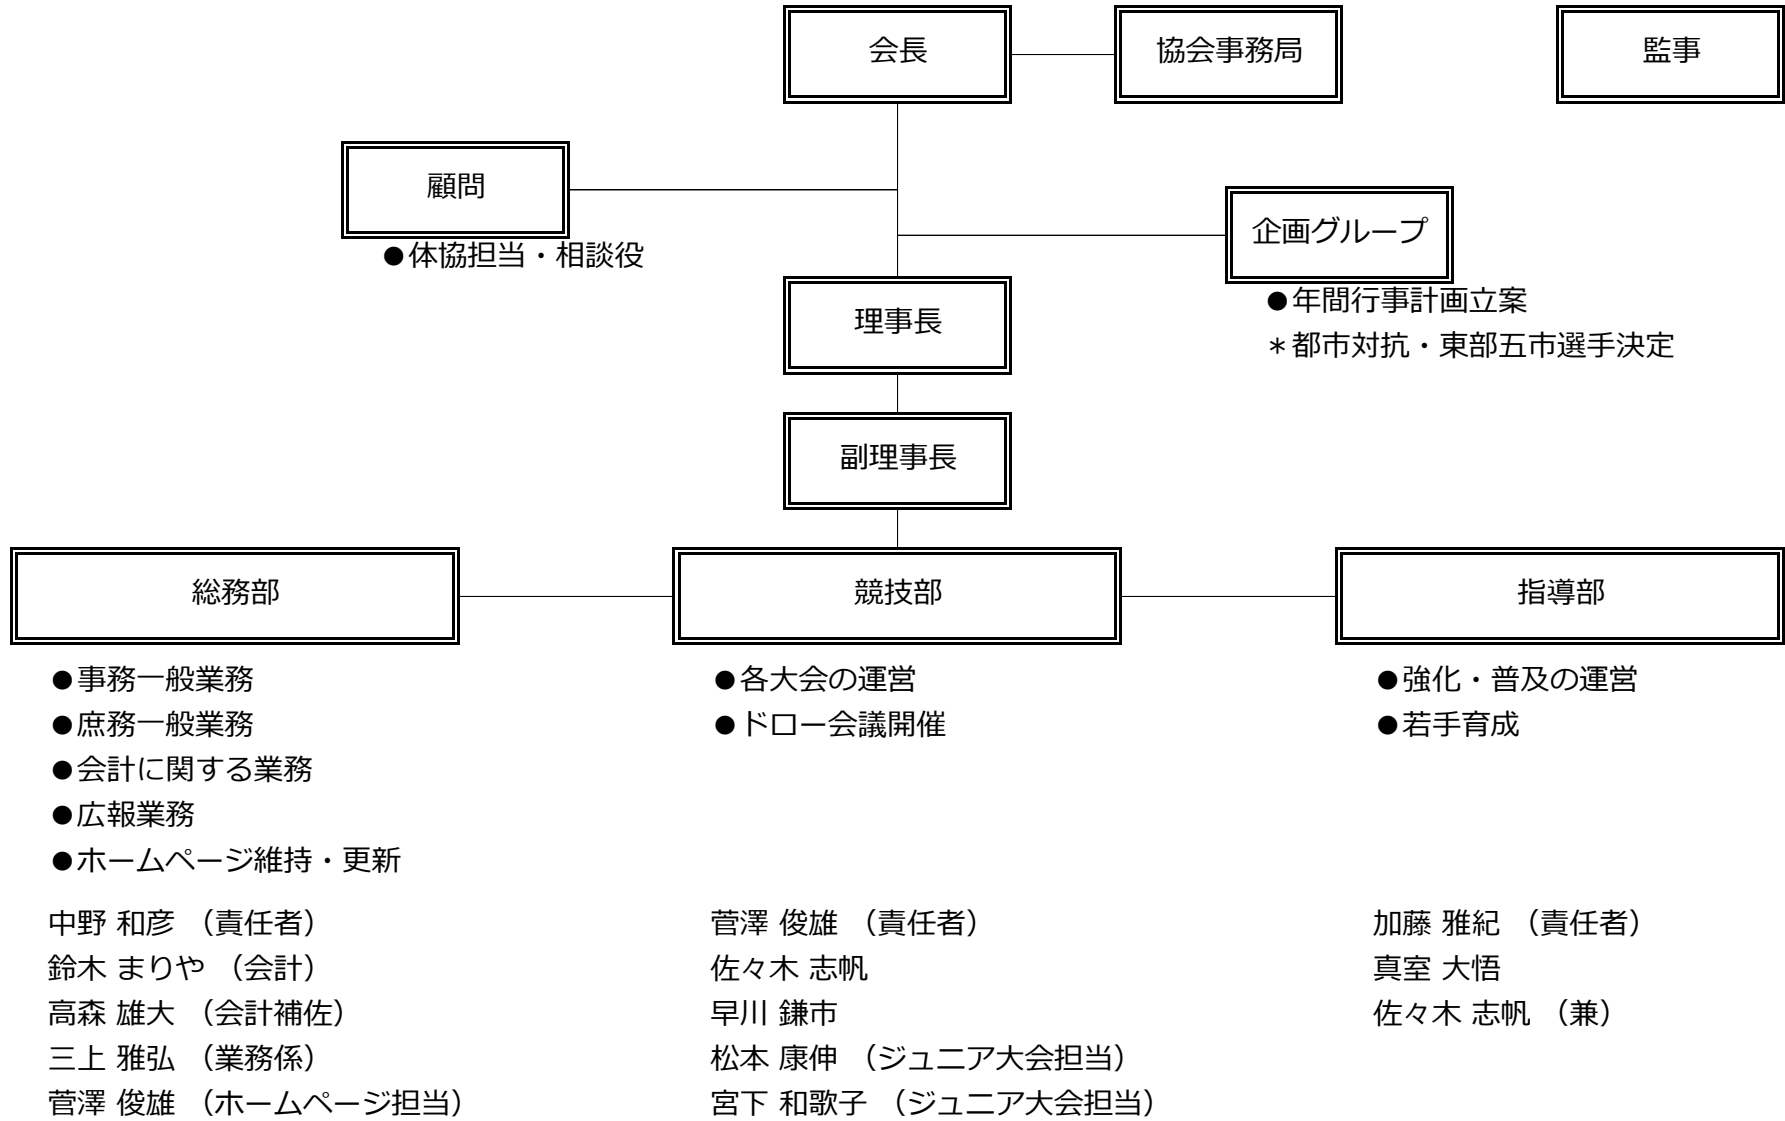 会長
協会事務局
監事
顧問
●体協担当・相談役
企画グループ
●年間行事計画立案
＊都市対抗・東部五市選手決定
理事長
副理事長
総務部
●事務一般業務
●庶務一般業務
●会計に関する業務
●広報業務
●ホームページ維持・更新
中野 和彦 （責任者）
鈴木 まりや （会計）
高森 雄大 （会計補佐）
三上 雅弘 （業務係）
菅澤 俊雄 （ホームページ担当）
競技部
●各大会の運営
●ドロー会議開催
菅澤 俊雄 （責任者）
佐々木 志帆
早川 鎌市
松本 康伸 （ジュニア大会担当）
宮下 和歌子 （ジュニア大会担当）
指導部
●強化・普及の運営
●若手育成
加藤 雅紀 （責任者）
真室 大悟
佐々木 志帆 （兼）